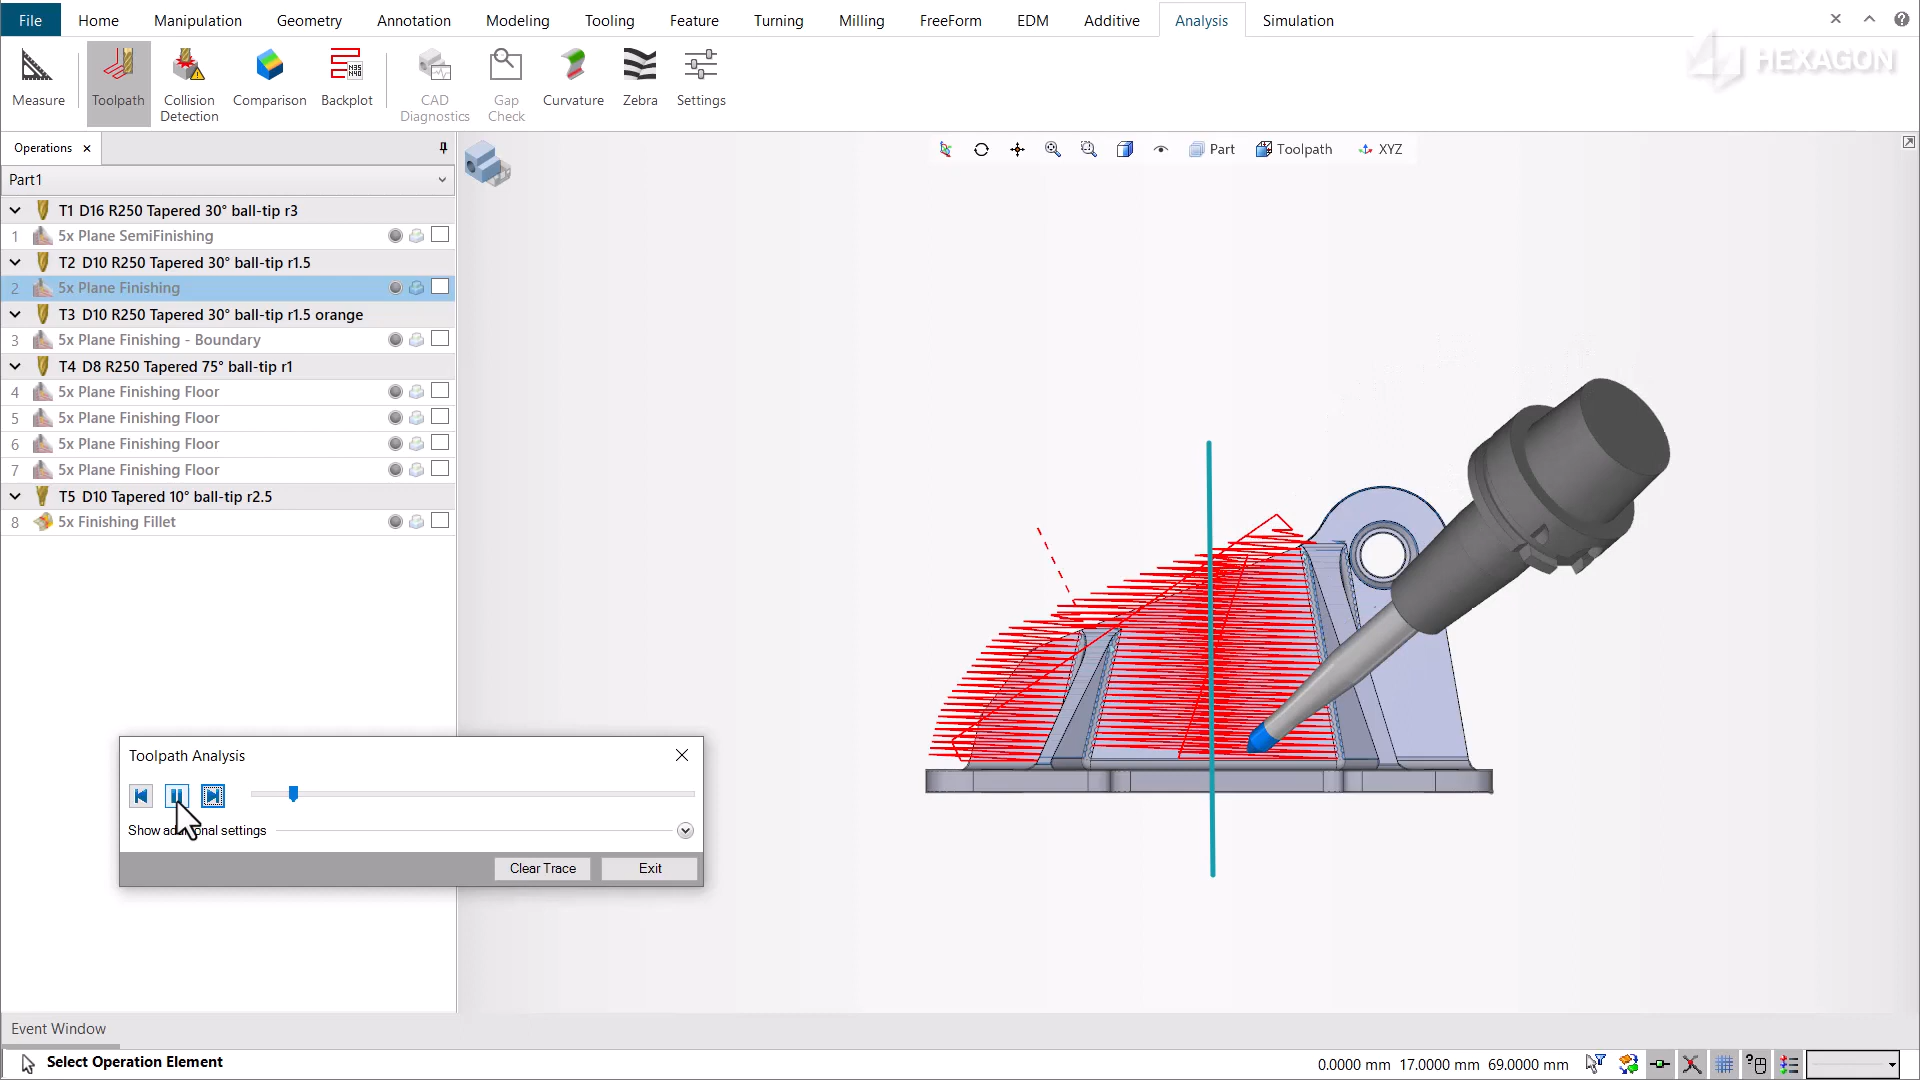 File Home Manipulation Geometry Annotation Modeling Tooling Feature Turning Milling FreeForm EDM Additive Analysis Simulation
HEXAGON
Measure Toolpath Collision Detection Comparison Backplot CAD Diagnostics Gap Check Curvature Zebra Settings
N35
N40
Operations
Part Toolpath XYZ
Part1
T1 D16 R250 Tapered 30° ball-tip r3
1 5x Plane SemiFinishing
T2 D10 R250 Tapered 30° ball-tip r1.5
2 5x Plane Finishing
T3 D10 R250 Tapered 30° ball-tip r1.5 orange
3 5x Plane Finishing - Boundary
T4 D8 R250 Tapered 75° ball-tip r1
4 5x Plane Finishing Floor
5 5x Plane Finishing Floor
6 5x Plane Finishing Floor
7 5x Plane Finishing Floor
T5 D10 Tapered 10° ball-tip r2.5
8 5x Finishing Fillet
Toolpath Analysis
Show additional settings
Clear Trace Exit
Event Window
Select Operation Element
0.0000 mm 17.0000 mm 69.0000 mm